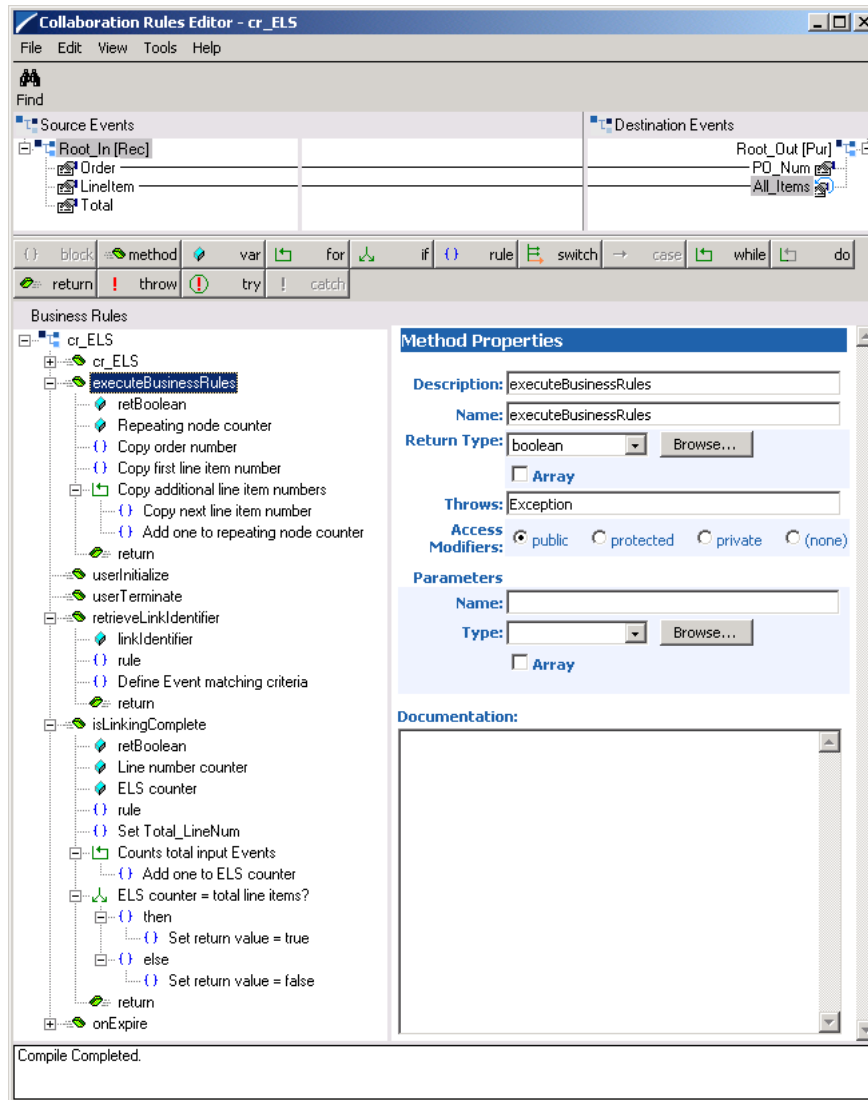 Collaboration Rules Editor - cr_ELS
File Edit View Tools Help
Find
Source Events
Destination Events
Root_In [Rec]
Root_Out [Pur]
Order
PO_Num
LineItem
All_Items
Total
{} block method var for if {} rule switch case while do
return ! throw ! try ! catch
Business Rules
cr_ELS
cr_ELS
executeBusinessRules
retBoolean
Repeating node counter
{} Copy order number
{} Copy first line item number
Copy additional line item numbers
{} Copy next line item number
{} Add one to repeating node counter
return
userInitialize
userTerminate
retrieveLinkIdentifier
linkIdentifier
{} rule
{} Define Event matching criteria
return
isLinkingComplete
retBoolean
Line number counter
ELS counter
{} rule
{} Set Total_LineNum
Counts total input Events
{} Add one to ELS counter
ELS counter = total line items?
{} then
{} Set return value = true
{} else
{} Set return value = false
return
onExpire
Method Properties
Description: executeBusinessRules
Name: executeBusinessRules
Return Type: boolean Browse...
Array
Throws: Exception
Access Modifiers: public protected private (none)
Parameters
Name:
Type: Browse...
Array
Documentation:
Compile Completed.